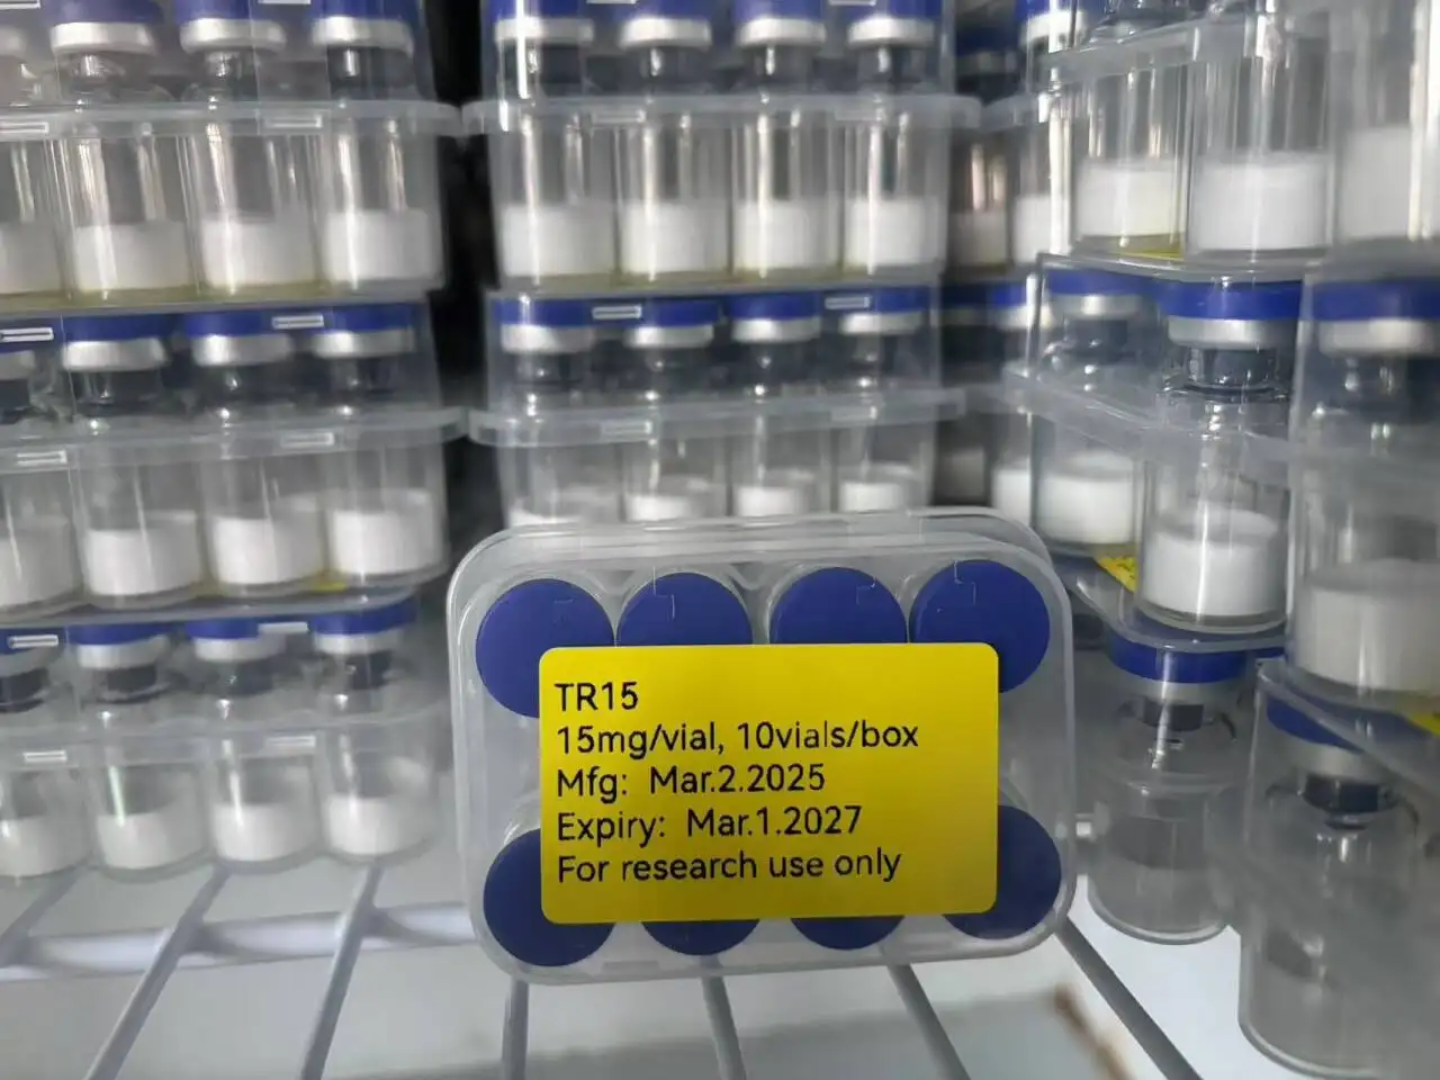 TR15
15mg/vial, 10vials/box
Mfg: Mar.2.2025
Expiry: Mar.1.2027
For research use only